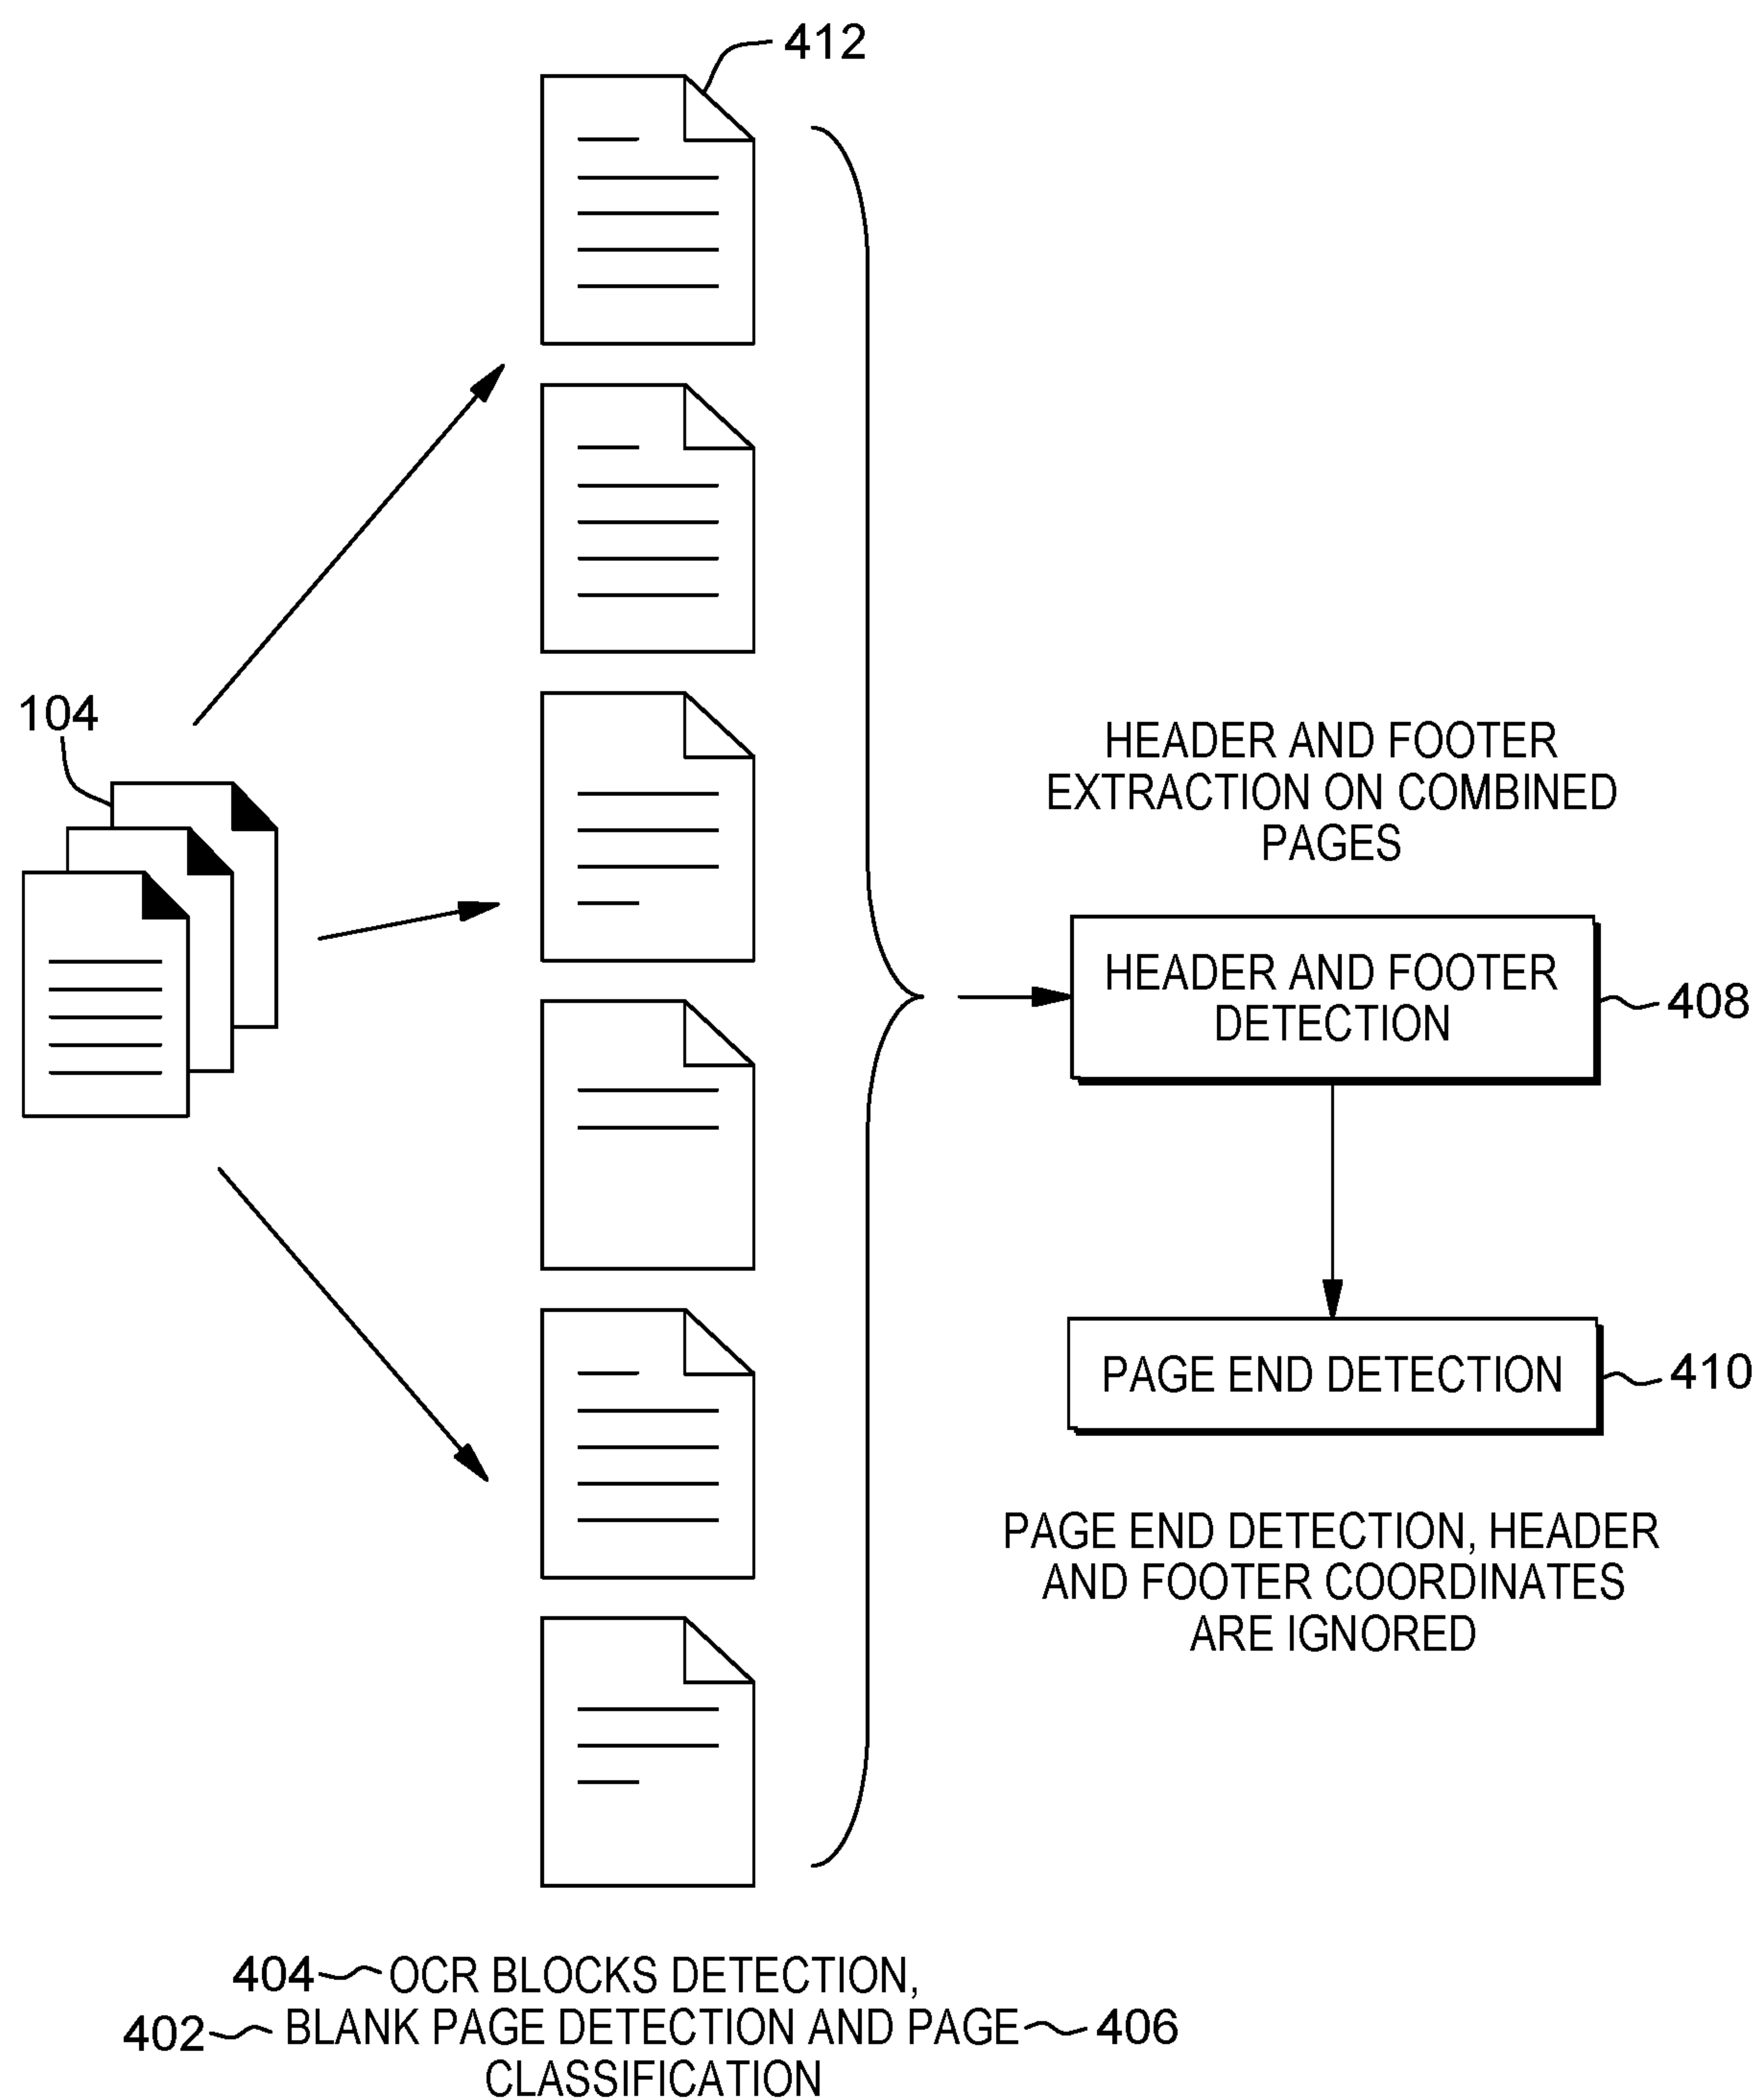 412
104
HEADER AND FOOTER
EXTRACTION ON COMBINED
PAGES
HEADER AND FOOTER
DETECTION
408
PAGE END DETECTION
410
PAGE END DETECTION, HEADER
AND FOOTER COORDINATES
ARE IGNORED
404 OCR BLOCKS DETECTION,
402 BLANK PAGE DETECTION AND PAGE 406
CLASSIFICATION